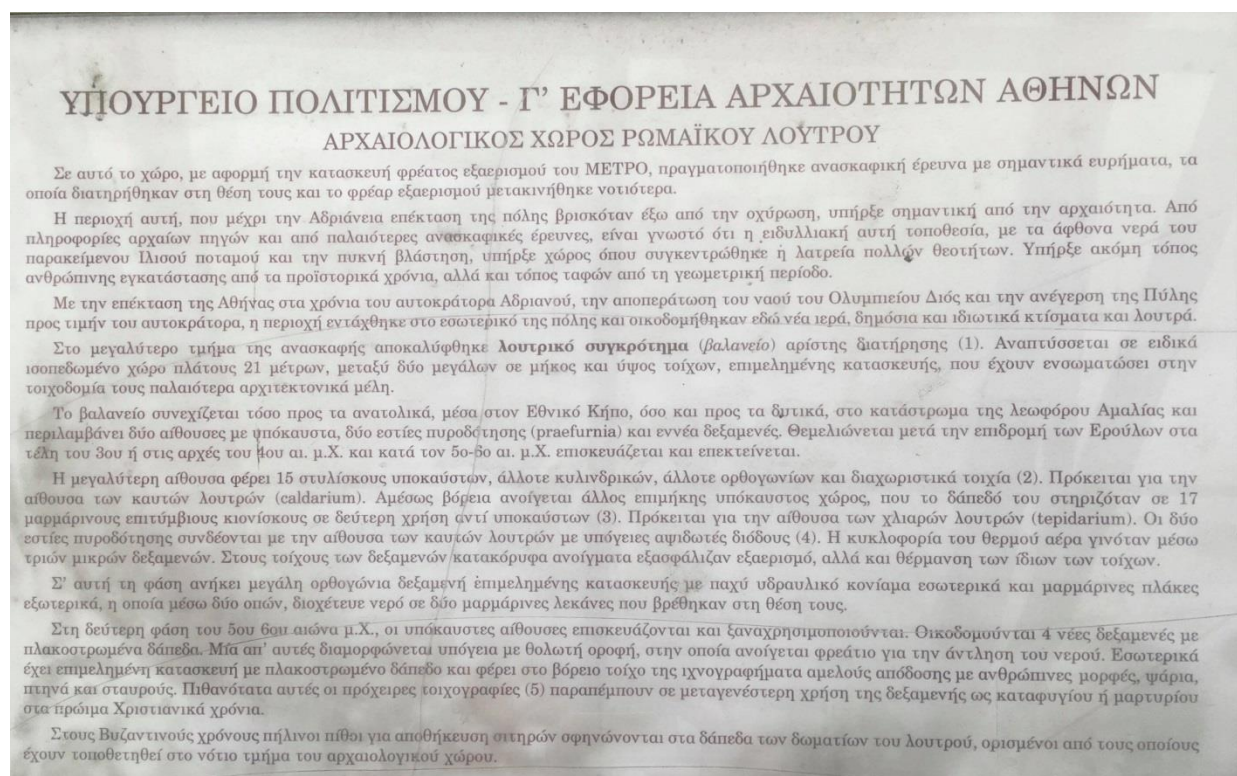 ΥΠΟΥΡΓΕΙΟ ΠΟΛΙΤΙΣΜΟΥ - Γ’ ΕΦΟΡΕΙΑ ΑΡΧΑΙΟΤΗΤΩΝ ΑΘΗΝΩΝ
ΑΡΧΑΙΟΛΟΓΙΚΟΣ ΧΩΡΟΣ ΡΩΜΑΪΚΟΥ ΛΟΥΤΡΟΥ
Σε αυτό το χώρο, με αφορμή την κατασκευή φρέατος εξαερισμού του ΜΕΤΡΟ, πραγματοποιήθηκε ανασκαφική έρευνα με σημαντικά ευρήματα, τα
οποία διατηρήθηκαν στη θέση τους και το φρέαρ εξαερισμού μετακινήθηκε νοτιότερα.
Η περιοχή αυτή, που μέχρι την Αδριάνεια επέκταση της πόλης βρισκόταν έξω από την οχύρωση, υπήρξε σημαντική από την αρχαιότητα. Από
πληροφορίες αρχαίων πηγών και από παλαιότερες ανασκαφικές έρευνες, είναι γνωστό ότι η ειδυλλιακή αυτή τοποθεσία, με τα άφθονα νερά του
παρακείμενου Ιλισού ποταμού και την πυκνή βλάστηση, υπήρξε χώρος όπου συγκεντρώθηκε η λατρεία πολλών θεοτήτων. Υπήρξε ακόμη τόπος
ανθρώπινης εγκατάστασης από τα προϊστορικά χρόνια, αλλά και τόπος ταφών από τη γεωμετρική περίοδο.
Με την επέκταση της Αθήνας στα χρόνια του αυτοκράτορα Αδριανού, την αποπεράτωση του ναού του Ολυμπιείου Διός και την ανέγερση της Πύλης
προς τιμήν του αυτοκράτορα, η περιοχή εντάχθηκε στο εσωτερικό της πόλης και οικοδομήθηκαν εδώ νέα ιερά, δημόσια και ιδιωτικά κτίσματα και λουτρά.
Στο μεγαλύτερο τμήμα της ανασκαφής αποκαλύφθηκε λουτρικό συγκρότημα (βαλανείο) αρίστης διατήρησης (1). Αναπτύσσεται σε ειδικά
ισοπεδωμένο χώρο πλάτους 21 μέτρων, μεταξύ δύο μεγάλων σε μήκος και ύψος τοίχων, επιμελημένης κατασκευής, που έχουν ενσωματώσει στην
τοιχοδομία τους παλαιότερα αρχιτεκτονικά μέλη.
Το βαλανείο συνεχίζεται τόσο προς τα ανατολικά, μέσα στον Εθνικό Κήπο, όσο και προς τα δυτικά, στο κατάστρωμα της λεωφόρου Αμαλίας και
περιλαμβάνει δύο αίθουσες με υπόκαυστα, δύο εστίες πυροδότησης (praefurnia) και εννέα δεξαμενές. Θεμελιώνεται μετά την επιδρομή των Ερούλων στα
τέλη του 3ου ή στις αρχές του 4ου αι. μ.Χ. και κατά τον 5ο-6ο αι. μ.Χ. επισκευάζεται και επεκτείνεται.
Η μεγαλύτερη αίθουσα φέρει 15 στυλίσκους υποκαύστων, άλλοτε κυλινδρικών, άλλοτε ορθογωνίων και διαχωριστικά τοιχία (2). Πρόκειται για την
αίθουσα των καυτών λουτρών (caldarium). Αμέσως βόρεια ανοίγεται άλλος επιμήκης υπόκαυστος χώρος, που το δάπεδό του στηριζόταν σε 17
μαρμάρινους επιτύμβιους κιονίσκους σε δεύτερη χρήση αντί υποκαύστων (3). Πρόκειται για την αίθουσα των χλιαρών λουτρών (tepidarium). Οι δύο
εστίες πυροδότησης συνδέονται με την αίθουσα των καυτών λουτρών με υπόγειες αψιδωτές διόδους (4). Η κυκλοφορία του θερμού αέρα γινόταν μέσω
τριών μικρών δεξαμενών. Στους τοίχους των δεξαμενών κατακόρυφα ανοίγματα εξασφάλιζαν εξαερισμό, αλλά και θέρμανση των ίδιων των τοίχων.
Σ’ αυτή τη φάση ανήκει μεγάλη ορθογώνια δεξαμενή επιμελημένης κατασκευής με παχύ υδραυλικό κονίαμα εσωτερικά και μαρμάρινες πλάκες
εξωτερικά, η οποία μέσω δύο οπών, διοχέτευε νερό σε δύο μαρμάρινες λεκάνες που βρέθηκαν στη θέση τους.
Στη δεύτερη φάση του 5ου 6ου αιώνα μ.Χ., οι υπόκαυστες αίθουσες επισκευάζονται και ξαναχρησιμοποιούνται. Οικοδομούνται 4 νέες δεξαμενές με
πλακοστρωμένα δάπεδα. Μία απ’ αυτές διαμορφώνεται υπόγεια με θολωτή οροφή, στην οποία ανοίγεται φρεάτιο για την άντληση του νερού. Εσωτερικά
έχει επιμελημένη κατασκευή με πλακοστρωμένο δάπεδο και φέρει στο βόρειο τοίχο της ιχνογραφήματα αμελούς απόδοσης με ανθρώπινες μορφές, ψάρια,
πτηνά και σταυρούς. Πιθανότατα αυτές οι πρόχειρες τοιχογραφίες (5) παραπέμπουν σε μεταγενέστερη χρήση της δεξαμενής ως καταφυγίου ή μαρτυρίου
στα πρώιμα Χριστιανικά χρόνια.
Στους Βυζαντινούς χρόνους πήλινοι πίθοι για αποθήκευση σιτηρών σφηνώνονται στα δάπεδα των δωματίων του λουτρού, ορισμένοι από τους οποίους
έχουν τοποθετηθεί στο νότιο τμήμα του αρχαιολογικού χώρου.